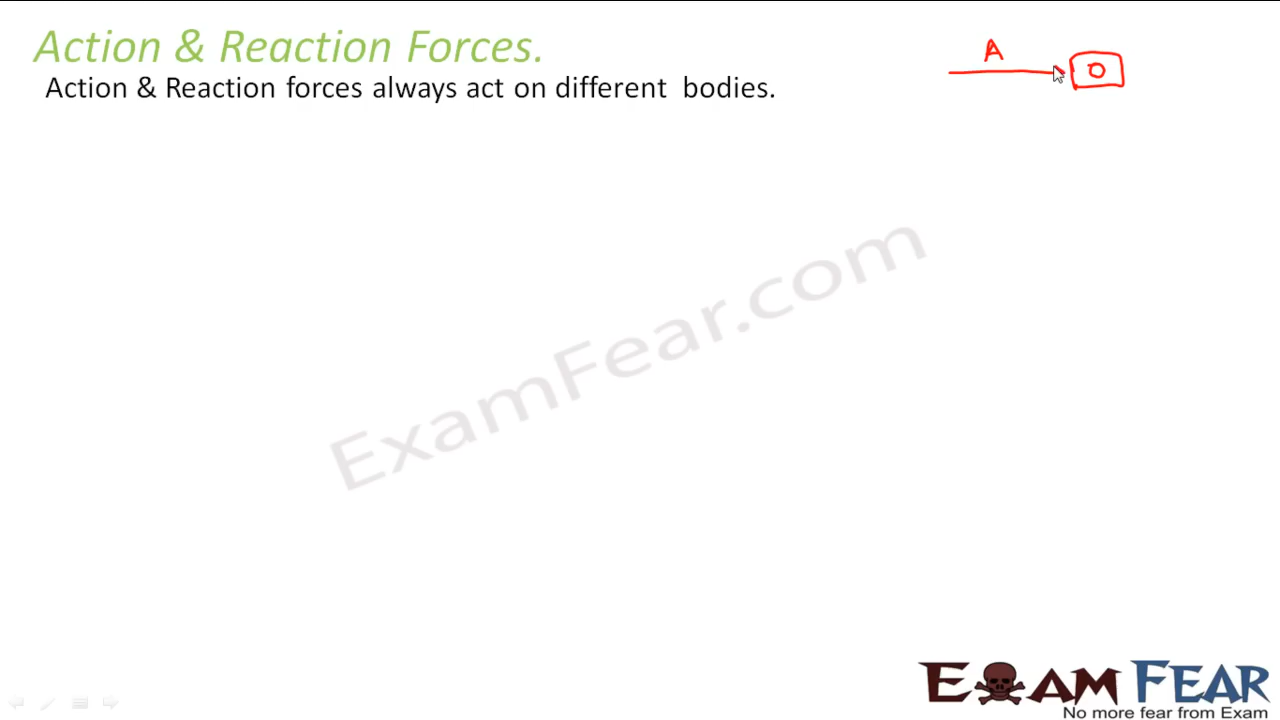 Action & Reaction Forces.
Action & Reaction forces always act on different bodies.
A
O
ExamFear.com
EXAM FEAR
No more fear from Exam